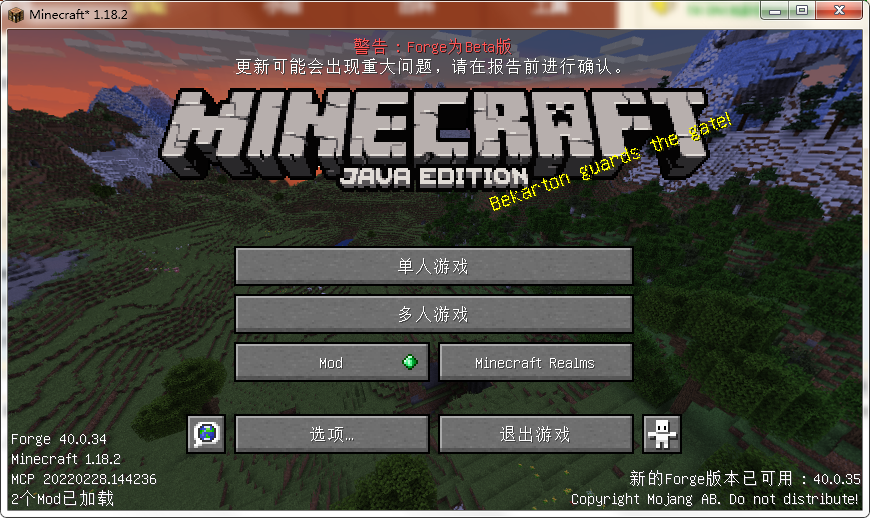 Minecraft* 1.18.2
警告：Forge为Beta版
更新可能会出现重大问题，请在报告前进行确认。
MINECRAFT
JAVA EDITION
Bekarton guards the gate!
单人游戏
多人游戏
Mod
Minecraft Realms
选项...
退出游戏
Forge 40.0.34
Minecraft 1.18.2
MCP 20220228.144236
2个Mod已加载
新的Forge版本已可用：40.0.35
Copyright Mojang AB. Do not distribute!